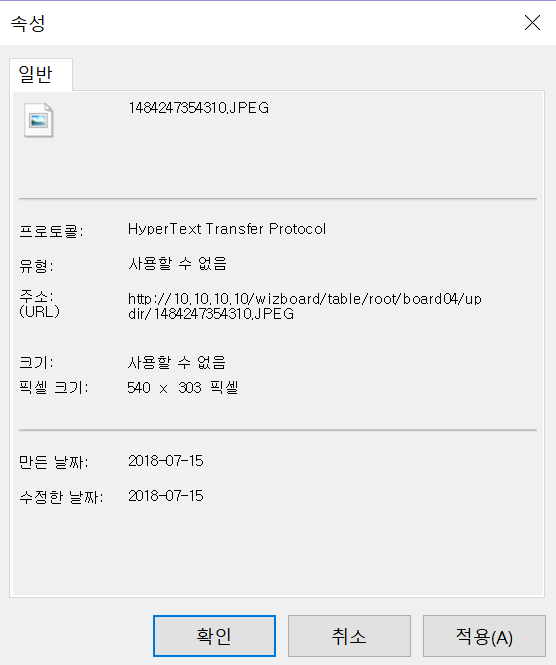 속성
일반
1484247354310.JPEG
프로토콜: HyperText Transfer Protocol
유형: 사용할 수 없음
주소: http://10.10.10.10/wizboard/table/root/board04/up
(URL) dir/1484247354310.JPEG
크기: 사용할 수 없음
픽셀 크기: 540 x 303 픽셀
만든 날짜: 2018-07-15
수정한 날짜: 2018-07-15
확인 취소 적용(A)